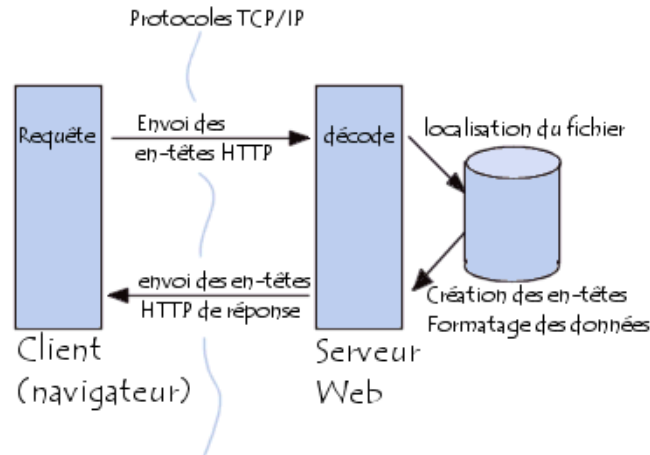 Protocoles TCP/IP
Requête
Envoi des
en-têtes HTTP
décode
localisation du fichier
envoi des en-têtes
HTTP de réponse
Création des en-têtes
Formatage des données
Client
(navigateur)
Serveur
Web